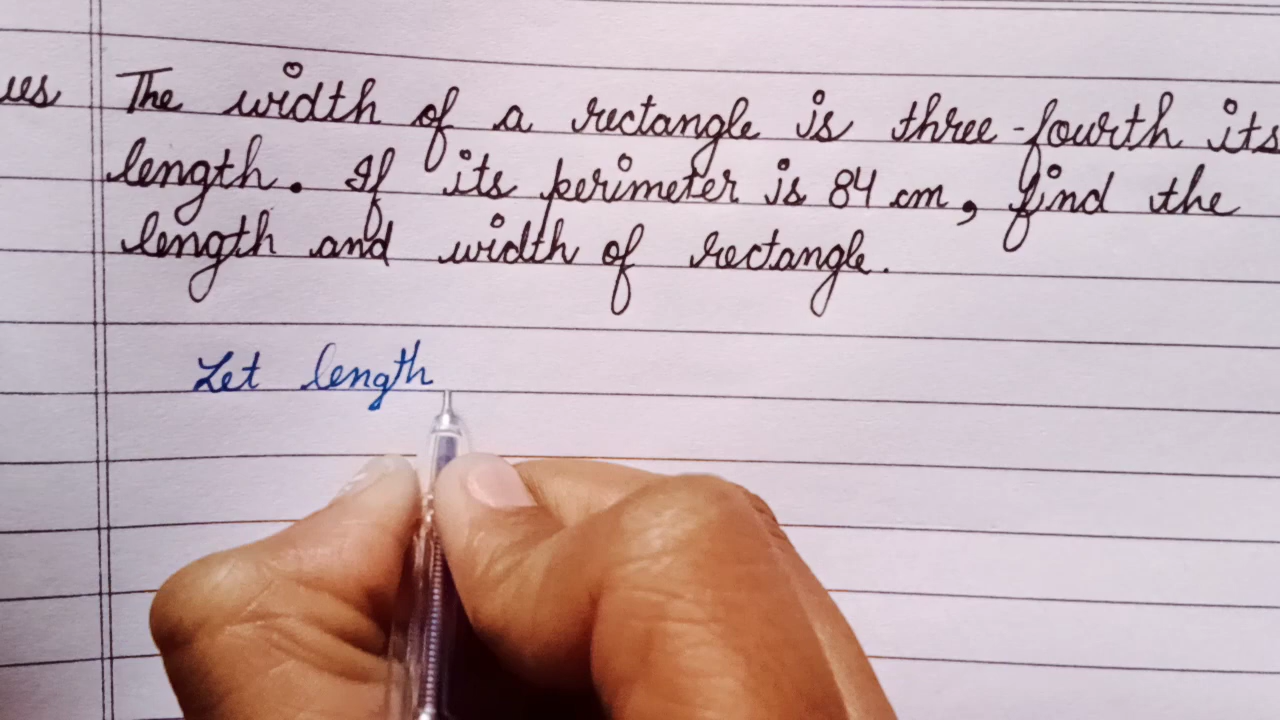 ues The width of a rectangle is three-fourth its
length. If its perimeter is 84 cm, find the
length and width of rectangle.
Let length